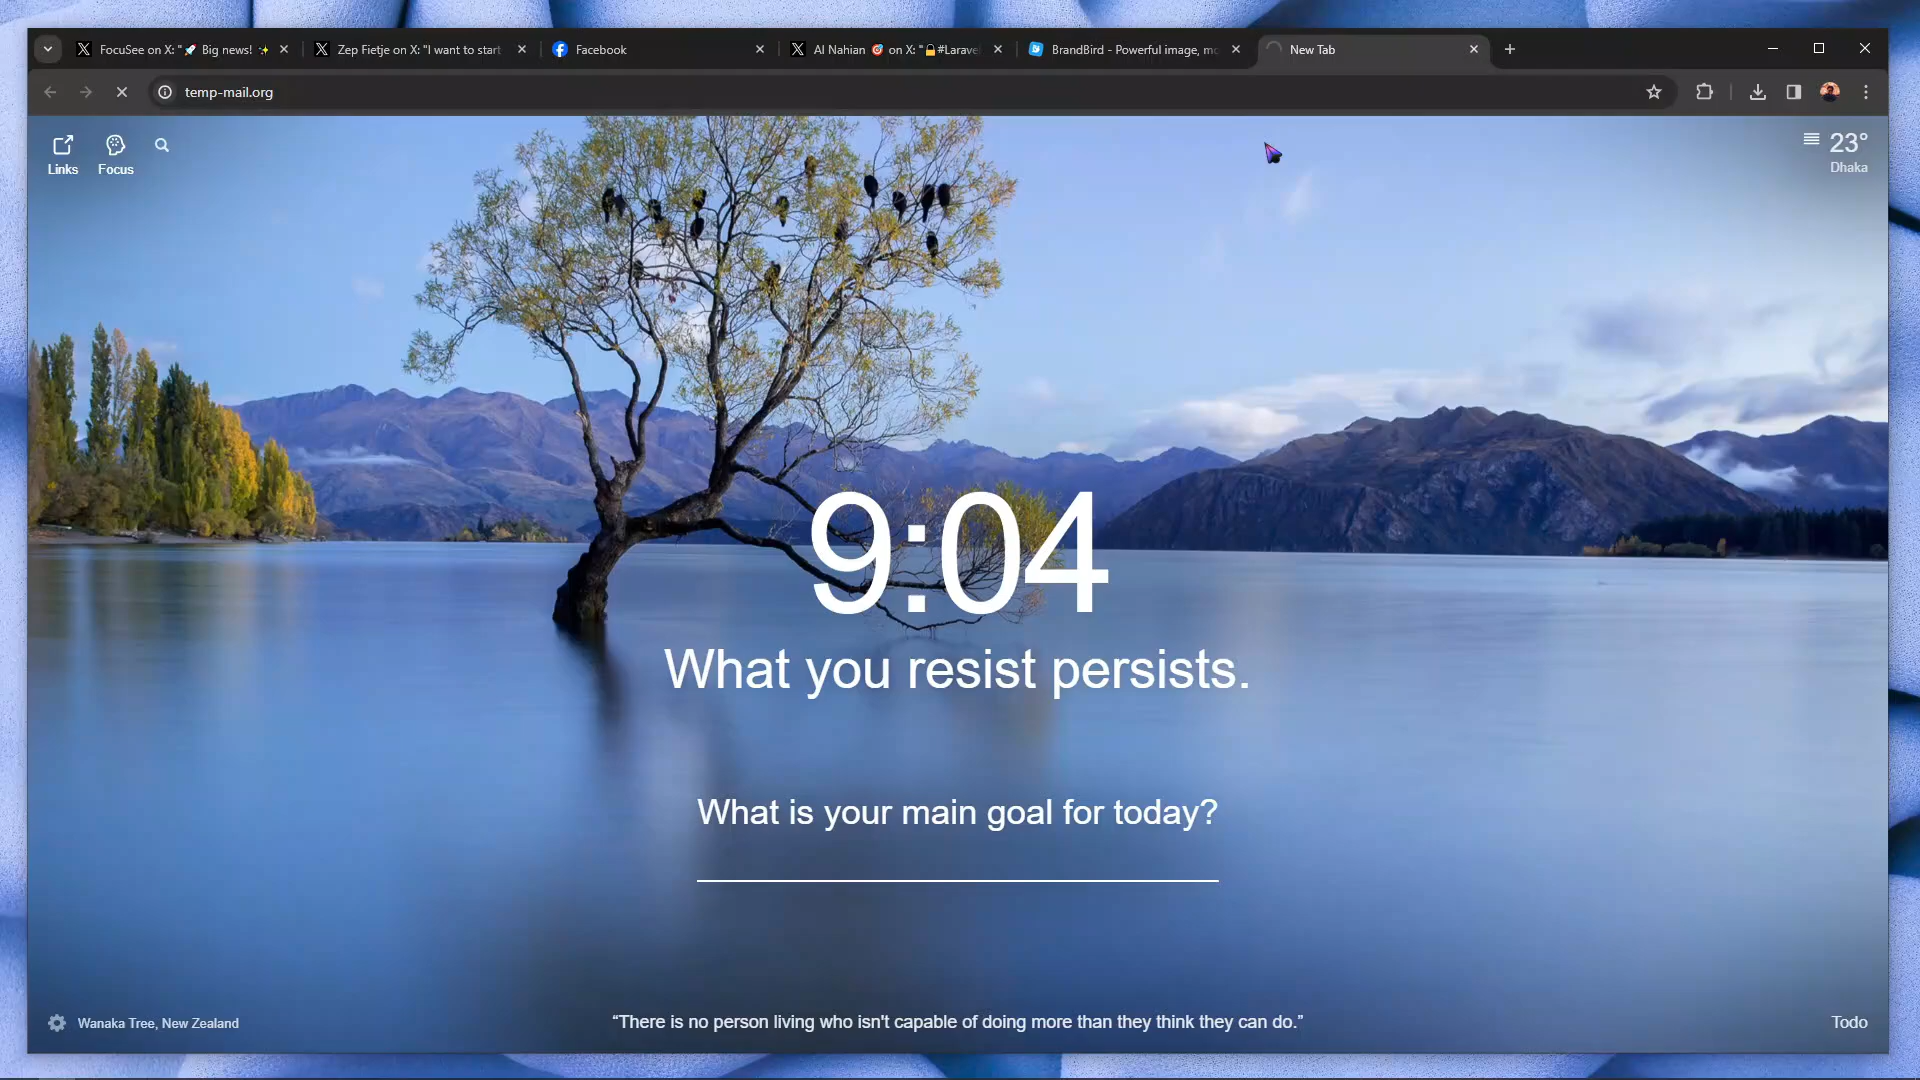 FocuSee on X: "🚀 Big news! ✨
Zep Fietje on X: "I want to start
Facebook
Al Nahian 🎯 on X: "🔒#Larave
BrandBird - Powerful image, mo
New Tab
temp-mail.org
Links
Focus
23°
Dhaka
9:04
What you resist persists.
What is your main goal for today?
Wanaka Tree, New Zealand
“There is no person living who isn't capable of doing more than they think they can do.”
Todo